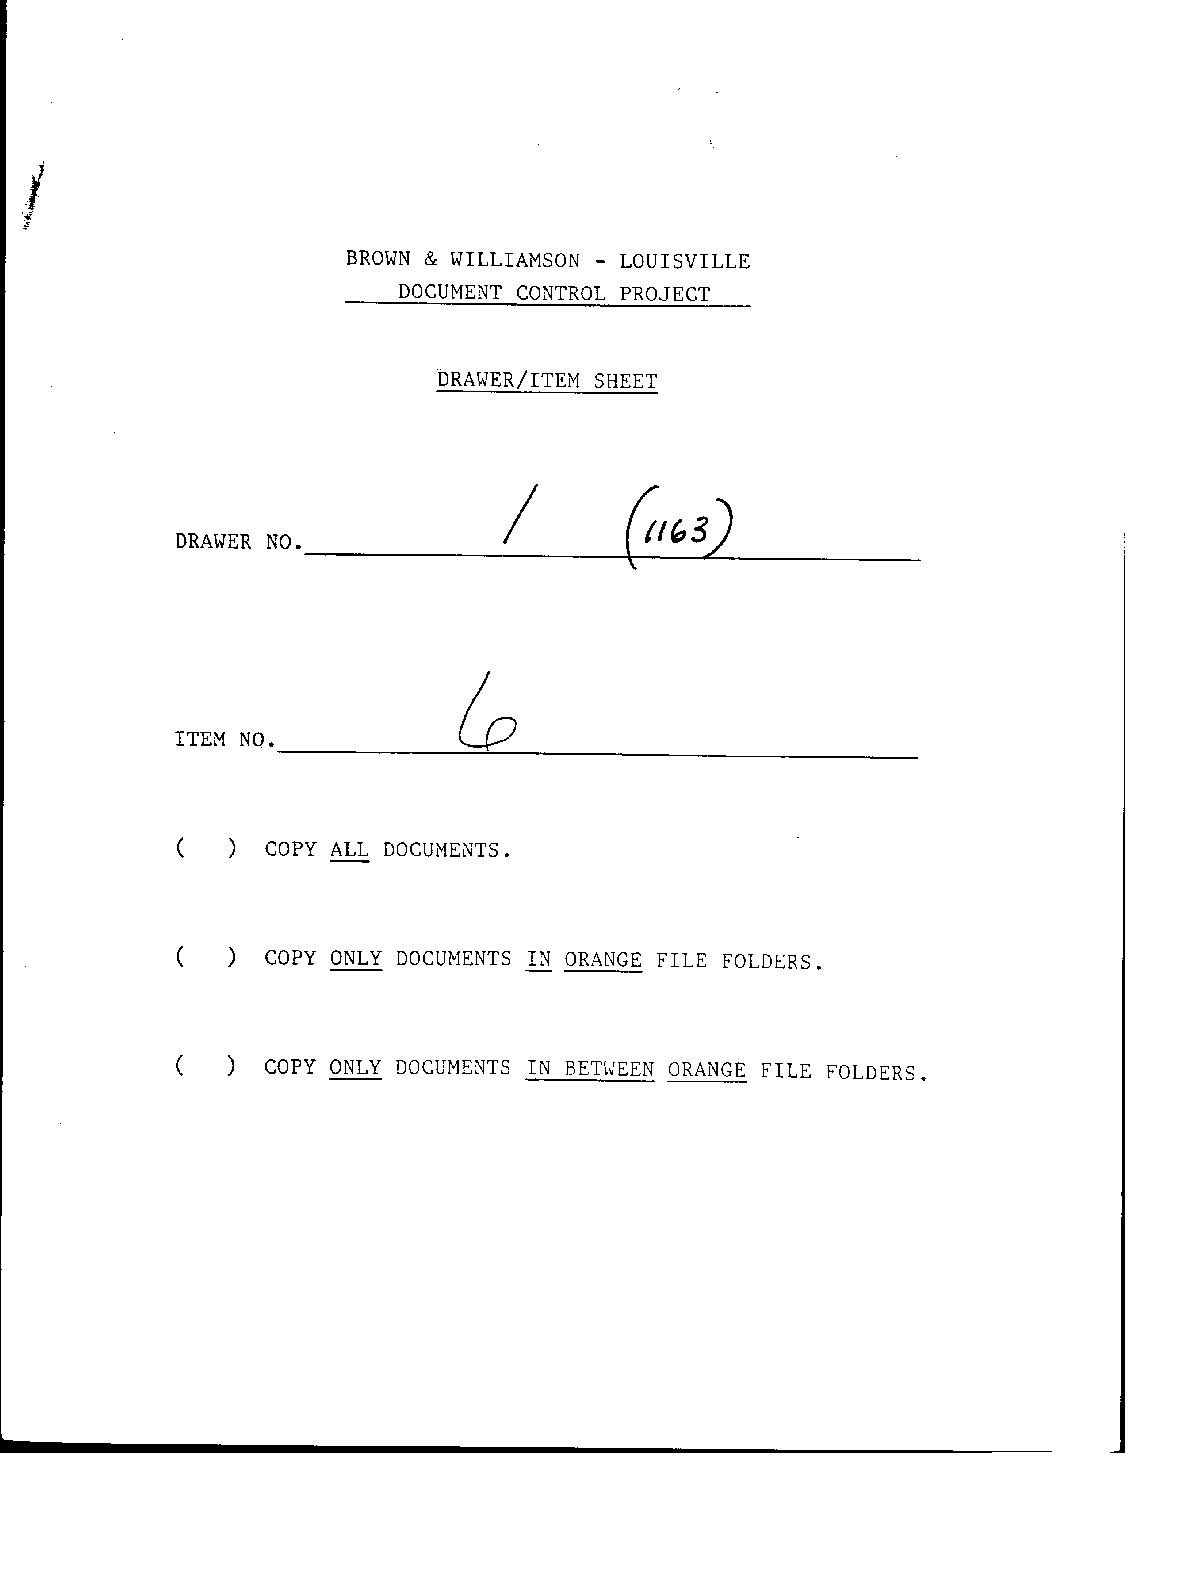 BROWN & WILLIAMSON - LOUISVILLE
DOCUMENT CONTROL PROJECT
DRAWER/ITEM SHEET
DRAWER NO. 1 (1163)
ITEM NO. 6
( ) COPY ALL DOCUMENTS.
( ) COPY ONLY DOCUMENTS IN ORANGE FILE FOLDERS.
( ) COPY ONLY DOCUMENTS IN BETWEEN ORANGE FILE FOLDERS.